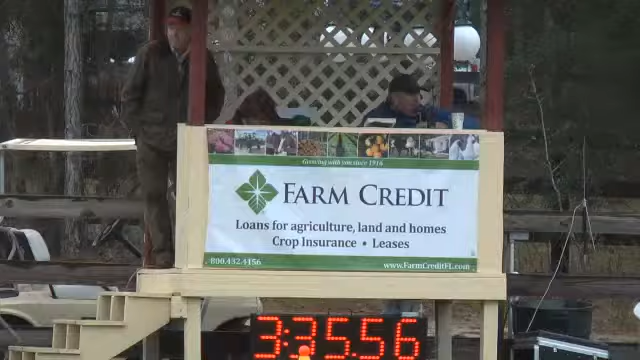 Growing with you since 1916
FARM CREDIT
Loans for agriculture, land and homes
Crop Insurance • Leases
800.432.4156
www.FarmCreditFL.com
3:35.56